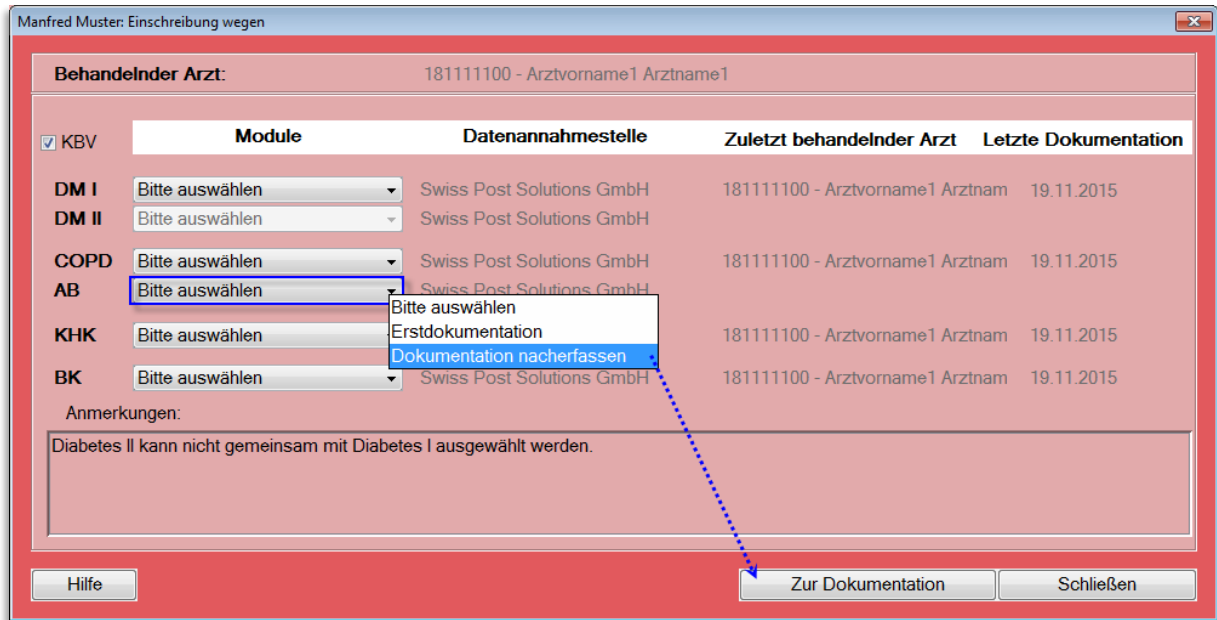 Manfred Muster: Einschreibung wegen
Behandelnder Arzt: 181111100 - Arztvorname1 Arztname1
KBV Module Datenannahmestelle Zuletzt behandelnder Arzt Letzte Dokumentation
DM I Bitte auswählen Swiss Post Solutions GmbH 181111100 - Arztvorname1 Arztnam 19.11.2015
DM II Bitte auswählen Swiss Post Solutions GmbH
COPD Bitte auswählen Swiss Post Solutions GmbH 181111100 - Arztvorname1 Arztnam 19.11.2015
AB Bitte auswählen Swiss Post Solutions GmbH
Bitte auswählen
Erstdokumentation
Dokumentation nacherfassen
KHK Bitte auswählen 181111100 - Arztvorname1 Arztnam 19.11.2015
BK Bitte auswählen Swiss Post Solutions GmbH 181111100 - Arztvorname1 Arztnam 19.11.2015
Anmerkungen:
Diabetes II kann nicht gemeinsam mit Diabetes I ausgewählt werden.
Hilfe Zur Dokumentation Schließen